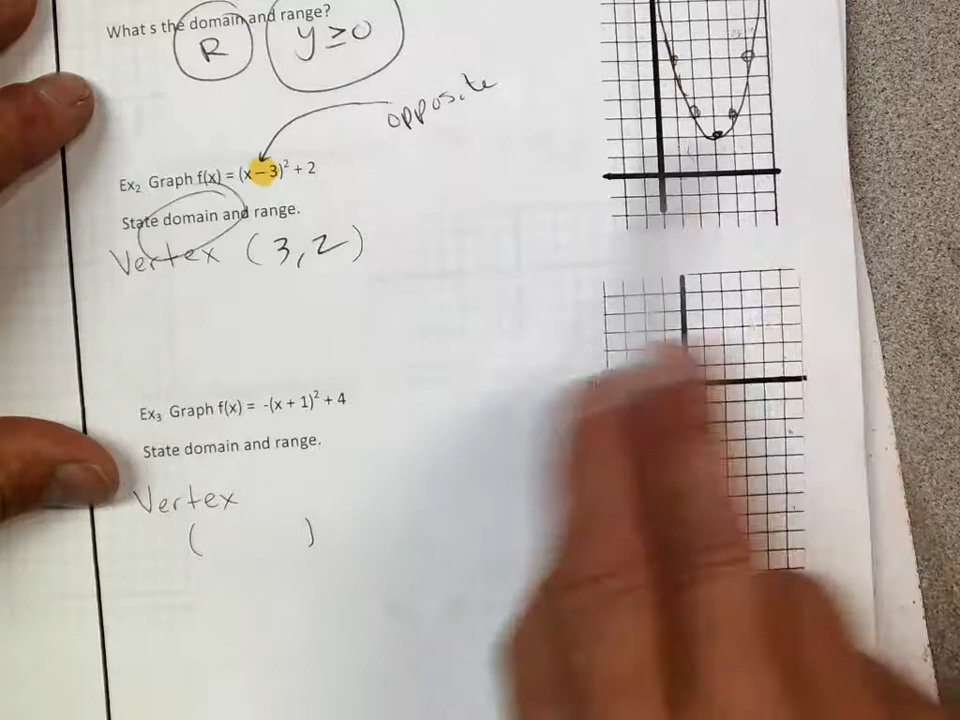 What s the domain and range?
R y ≥ 0
opposite
Ex₂ Graph f(x) = (x – 3)² + 2
State domain and range.
Vertex (3,2)
Ex₃ Graph f(x) = -(x + 1)² + 4
State domain and range.
Vertex
( )